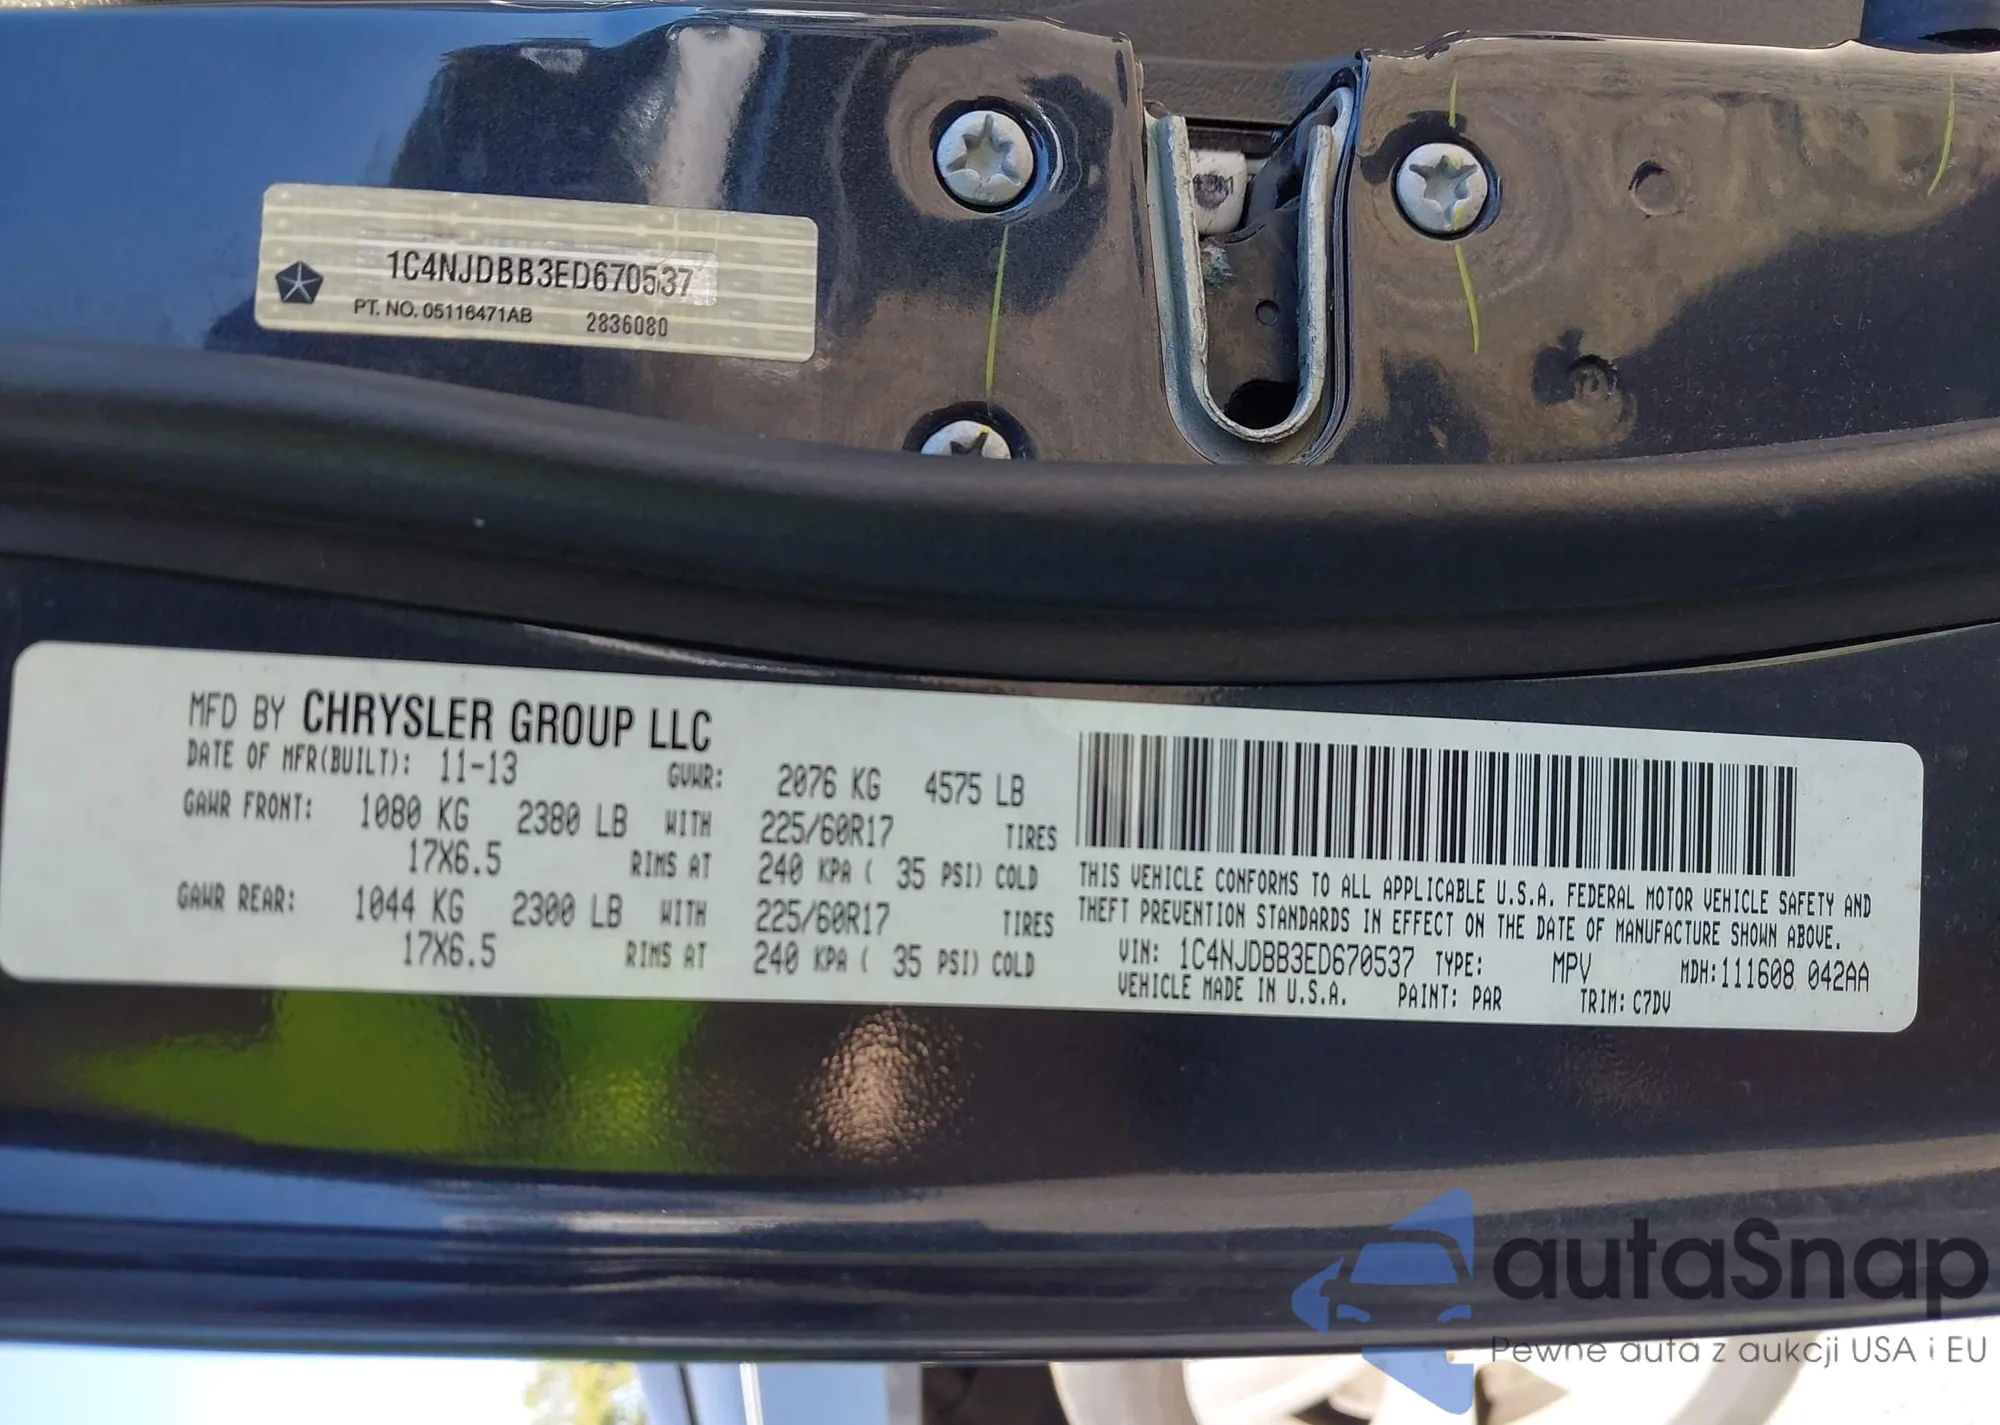 1C4NJDBB3ED670537
PT. NO. 05116471AB 2836080
MFD BY CHRYSLER GROUP LLC
DATE OF MFR(BUILT): 11-13 GVWR: 2076 KG 4575 LB
GAWR FRONT: 1080 KG 2380 LB WITH 225/60R17 TIRES
17X6.5 RIMS AT 240 KPA ( 35 PSI) COLD
GAWR REAR: 1044 KG 2300 LB WITH 225/60R17 TIRES
17X6.5 RIMS AT 240 KPA ( 35 PSI) COLD
THIS VEHICLE CONFORMS TO ALL APPLICABLE U.S.A. FEDERAL MOTOR VEHICLE SAFETY AND
THEFT PREVENTION STANDARDS IN EFFECT ON THE DATE OF MANUFACTURE SHOWN ABOVE.
VIN: 1C4NJDBB3ED670537 TYPE: MPV MDH:111608 042AA
VEHICLE MADE IN U.S.A. PAINT: PAR TRIM: C7DV
autaSnap
Pewne auta z aukcji USA i EU